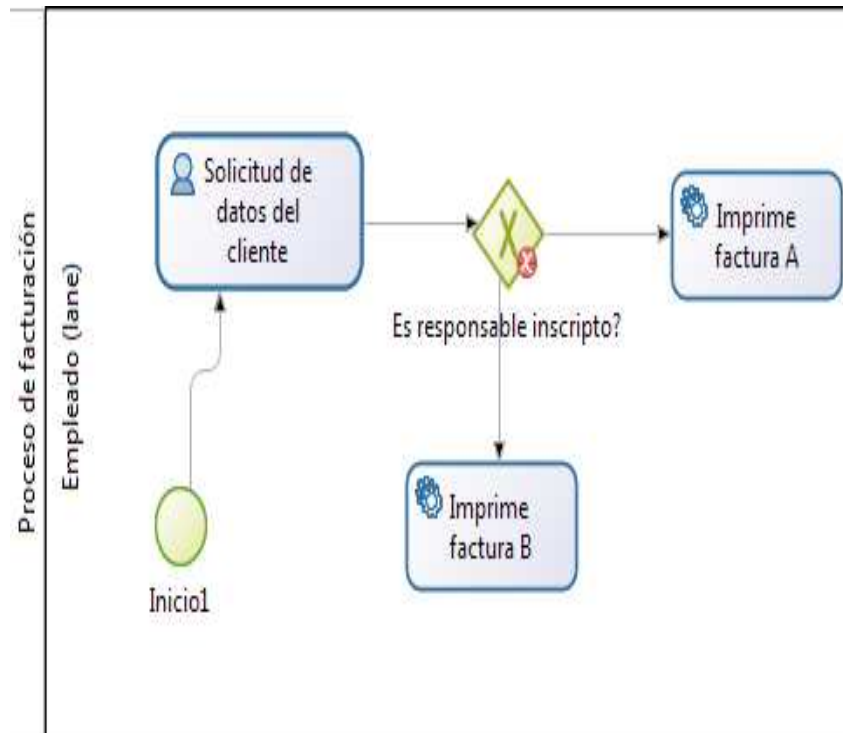 Proceso de facturación
Empleado (lane)
Solicitud de
datos del
cliente
Imprime
factura A
Es responsable inscripto?
Imprime
factura B
Inicio1